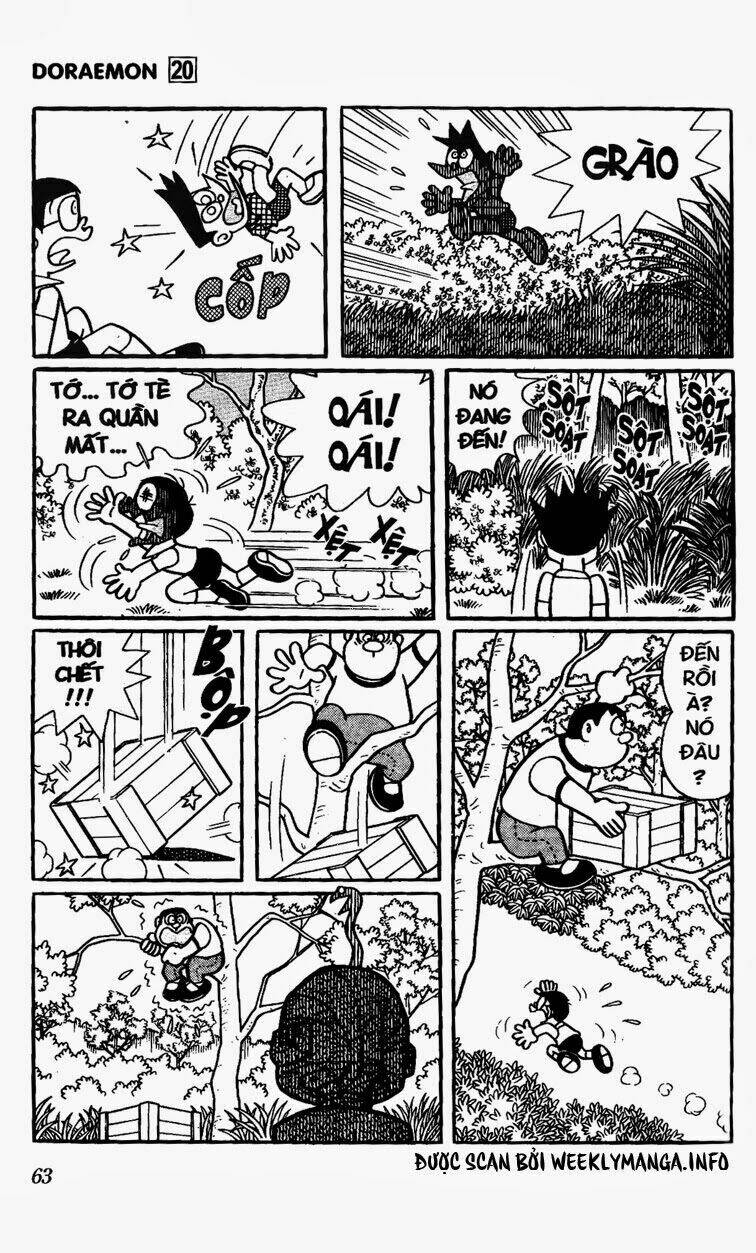 DORAEMON 20
GRÀO
CỐP
NÓ
ĐANG
ĐẾN!
SỘT
SOẠT
SỘT
SOẠT
SỘT
SOẠT
QÁI!
QÁI!
XỆT
XỆT
TỚ... TỚ TÈ
RA QUẦN
MẤT...
ĐẾN
RỒI
À?
NÓ
ĐÂU
?
BỘP
THÔI
CHẾT
!!!
ĐƯỢC SCAN BỞI WEEKLYMANGA.INFO
63